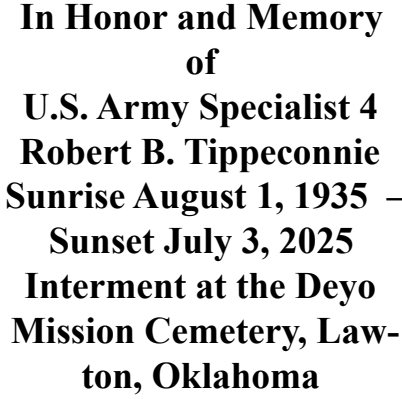 In Honor and Memory
of
U.S. Army Specialist 4
Robert B. Tippeconnie
Sunrise August 1, 1935  –
Sunset July 3, 2025
Interment at the Deyo
Mission Cemetery, Law-
ton, Oklahoma